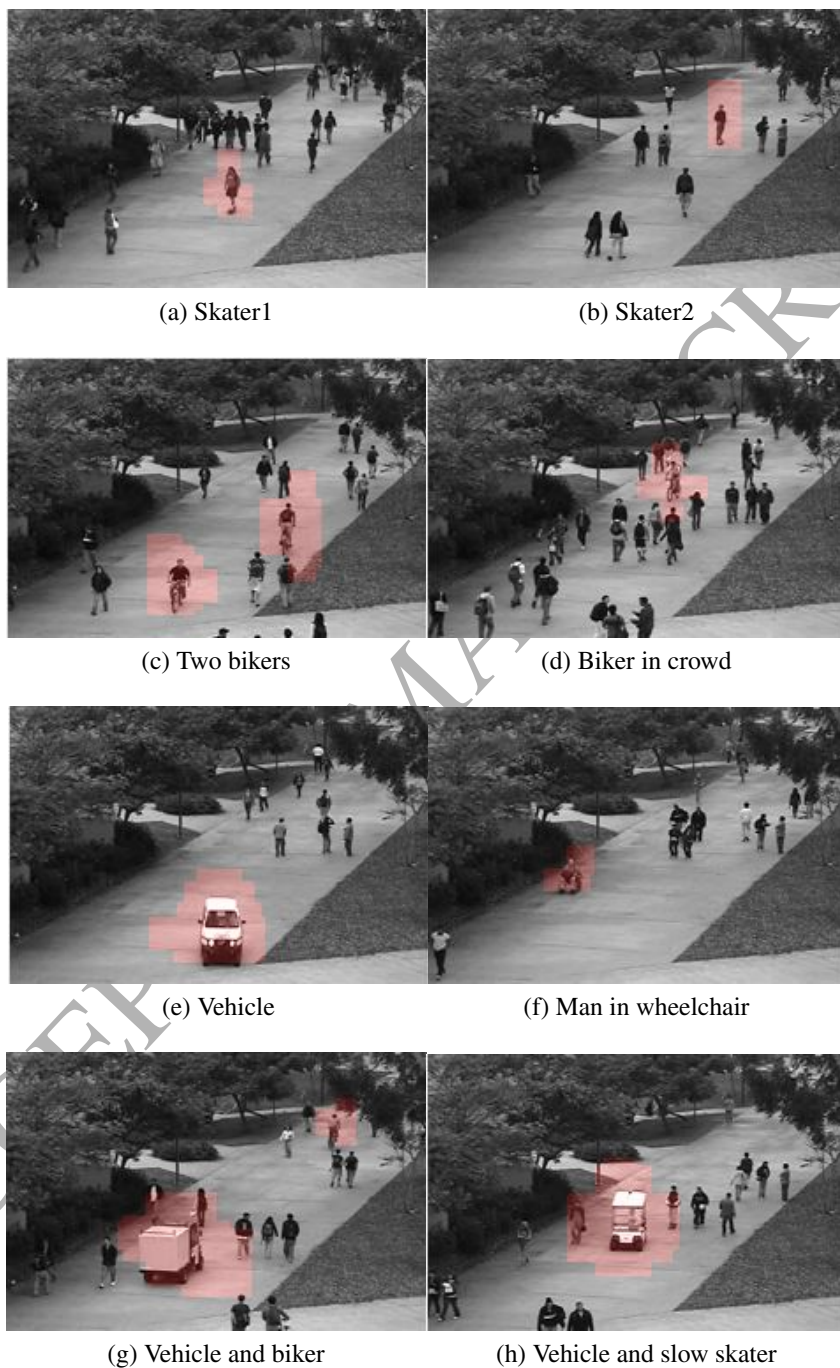 (a) Skater1
(b) Skater2
(c) Two bikers
(d) Biker in crowd
(e) Vehicle
(f) Man in wheelchair
(g) Vehicle and biker
(h) Vehicle and slow skater